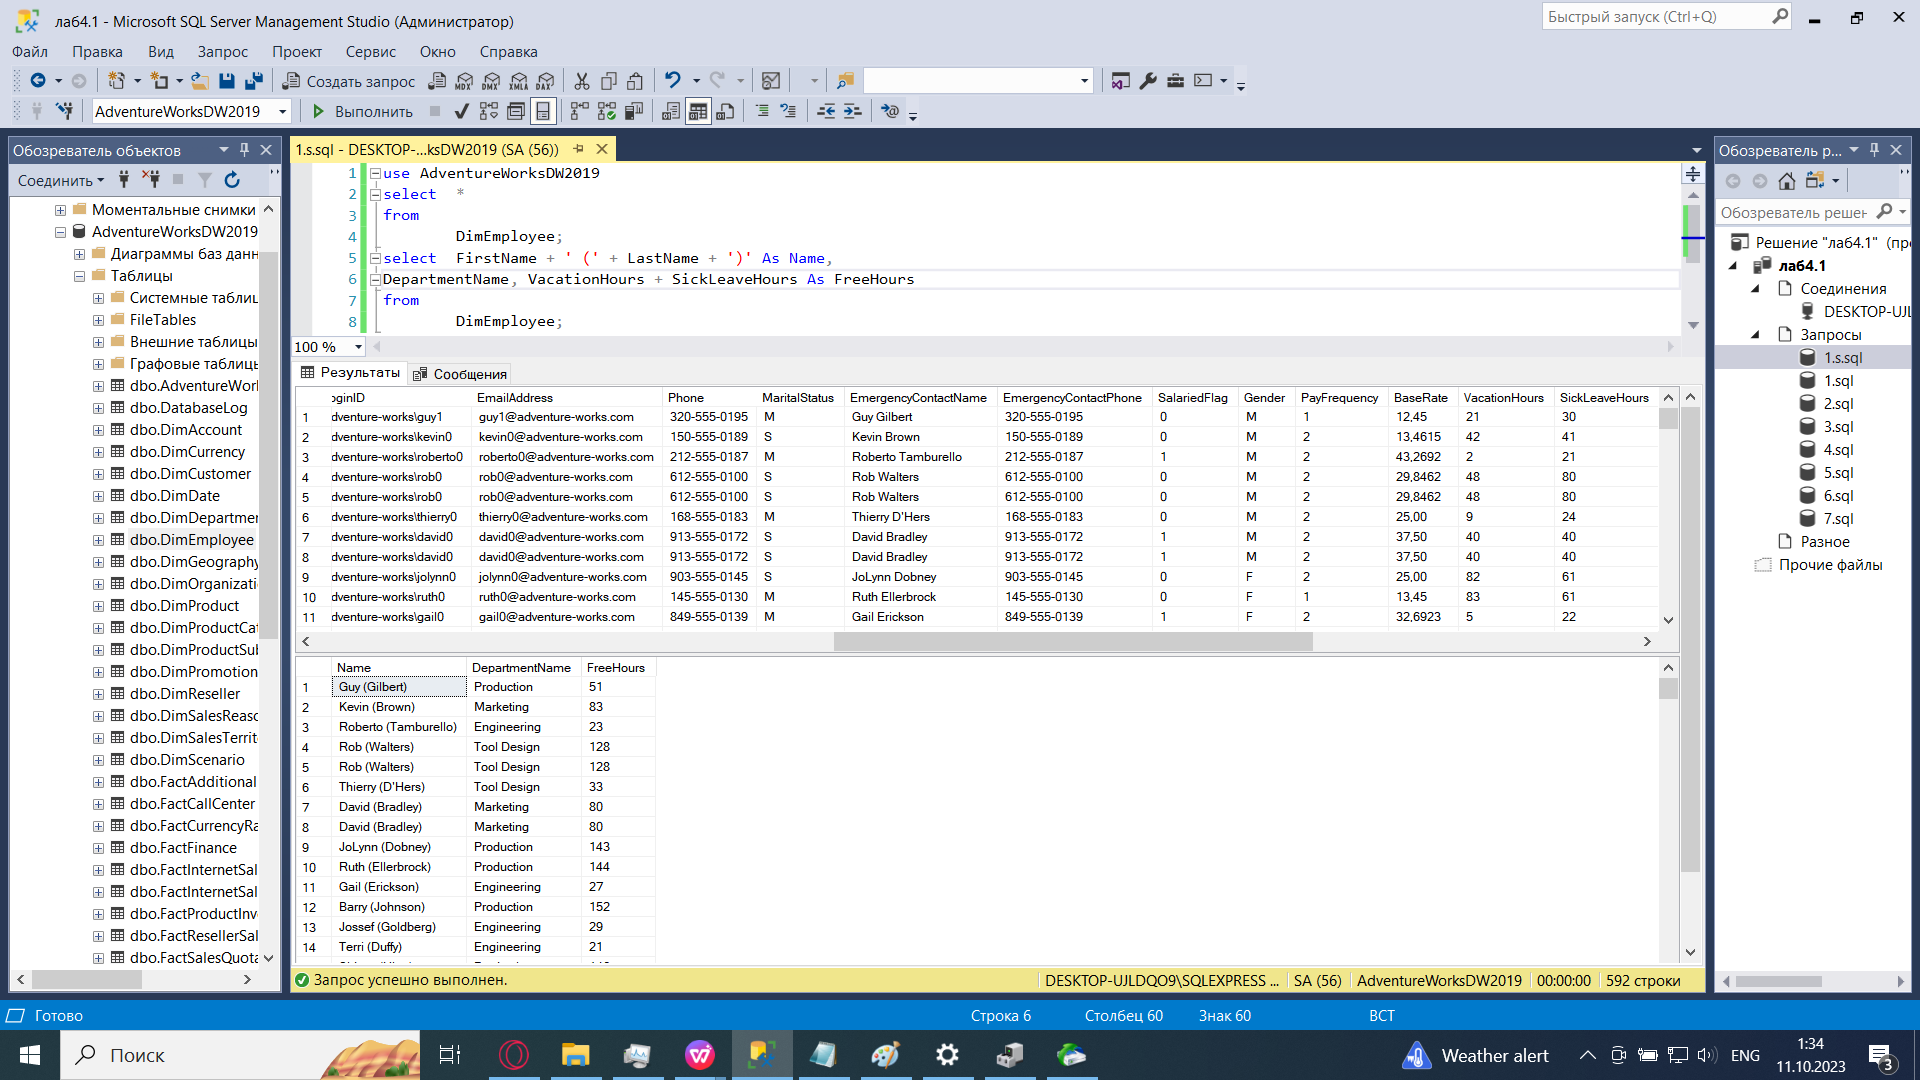 ла64.1 - Microsoft SQL Server Management Studio (Администратор)
Быстрый запуск (Ctrl+Q)
Файл Правка Вид Запрос Проект Сервис Окно Справка
Создать запрос
MDX DMX XMLA DAX
AdventureWorksDW2019 Выполнить
Обозреватель объектов
Соединить
Моментальные снимки
AdventureWorksDW2019
Диаграммы баз данн
Таблицы
Системные таблиц
FileTables
Внешние таблицы
Графовые таблицы
dbo.AdventureWor
dbo.DatabaseLog
dbo.DimAccount
dbo.DimCurrency
dbo.DimCustomer
dbo.DimDate
dbo.DimDepartmer
dbo.DimEmployee
dbo.DimGeography
dbo.DimOrganizati
dbo.DimProduct
dbo.DimProductCat
dbo.DimProductSub
dbo.DimPromotion
dbo.DimReseller
dbo.DimSalesReaso
dbo.DimSalesTerrit
dbo.DimScenario
dbo.FactAdditional
dbo.FactCallCenter
dbo.FactCurrencyRa
dbo.FactFinance
dbo.FactInternetSal
dbo.FactInternetSal
dbo.FactProductInv
dbo.FactResellerSal
dbo.FactSalesQuota
1.s.sql - DESKTOP-...ksDW2019 (SA (56))
1 use AdventureWorksDW2019
2 select *
3 from
4 DimEmployee;
5 select FirstName + ' (' + LastName + ')' As Name,
6 DepartmentName, VacationHours + SickLeaveHours As FreeHours
7 from
8 DimEmployee;
100 %
Результаты Сообщения
oginID EmailAddress Phone MaritalStatus EmergencyContactName EmergencyContactPhone SalariedFlag Gender PayFrequency BaseRate VacationHours SickLeaveHours
1 dventure-works\guy1 guy1@adventure-works.com 320-555-0195 M Guy Gilbert 320-555-0195 0 M 1 12,45 21 30
2 dventure-works\kevin0 kevin0@adventure-works.com 150-555-0189 S Kevin Brown 150-555-0189 0 M 2 13,4615 42 41
3 dventure-works\roberto0 roberto0@adventure-works.com 212-555-0187 M Roberto Tamburello 212-555-0187 1 M 2 43,2692 2 21
4 dventure-works\rob0 rob0@adventure-works.com 612-555-0100 S Rob Walters 612-555-0100 0 M 2 29,8462 48 80
5 dventure-works\rob0 rob0@adventure-works.com 612-555-0100 S Rob Walters 612-555-0100 0 M 2 29,8462 48 80
6 dventure-works\thierry0 thierry0@adventure-works.com 168-555-0183 M Thierry D'Hers 168-555-0183 0 M 2 25,00 9 24
7 dventure-works\david0 david0@adventure-works.com 913-555-0172 S David Bradley 913-555-0172 1 M 2 37,50 40 40
8 dventure-works\david0 david0@adventure-works.com 913-555-0172 S David Bradley 913-555-0172 1 M 2 37,50 40 40
9 dventure-works\jolynn0 jolynn0@adventure-works.com 903-555-0145 S JoLynn Dobney 903-555-0145 0 F 2 25,00 82 61
10 dventure-works\ruth0 ruth0@adventure-works.com 145-555-0130 M Ruth Ellerbrock 145-555-0130 0 F 1 13,45 83 61
11 dventure-works\gail0 gail0@adventure-works.com 849-555-0139 M Gail Erickson 849-555-0139 1 F 2 32,6923 5 22
Name DepartmentName FreeHours
1 Guy (Gilbert) Production 51
2 Kevin (Brown) Marketing 83
3 Roberto (Tamburello) Engineering 23
4 Rob (Walters) Tool Design 128
5 Rob (Walters) Tool Design 128
6 Thierry (D'Hers) Tool Design 33
7 David (Bradley) Marketing 80
8 David (Bradley) Marketing 80
9 JoLynn (Dobney) Production 143
10 Ruth (Ellerbrock) Production 144
11 Gail (Erickson) Engineering 27
12 Barry (Johnson) Production 152
13 Jossef (Goldberg) Engineering 29
14 Terri (Duffy) Engineering 21
Запрос успешно выполнен. DESKTOP-UJLDQO9\SQLEXPRESS ... SA (56) AdventureWorksDW2019 00:00:00 592 строки
Обозреватель р...
Обозреватель решен
Решение "ла64.1" (про
ла64.1
Соединения
DESKTOP-UJL
Запросы
1.s.sql
1.sql
2.sql
3.sql
4.sql
5.sql
6.sql
7.sql
Разное
Прочие файлы
Готово Строка 6 Столбец 60 Знак 60 ВСТ
Поиск
Weather alert
ENG
1:34
11.10.2023
3